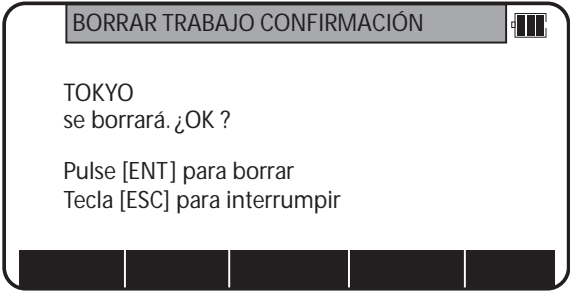 BORRAR TRABAJO CONFIRMACIÓN
TOKYO
se borrará. ¿OK ?
Pulse [ENT] para borrar
Tecla [ESC] para interrumpir